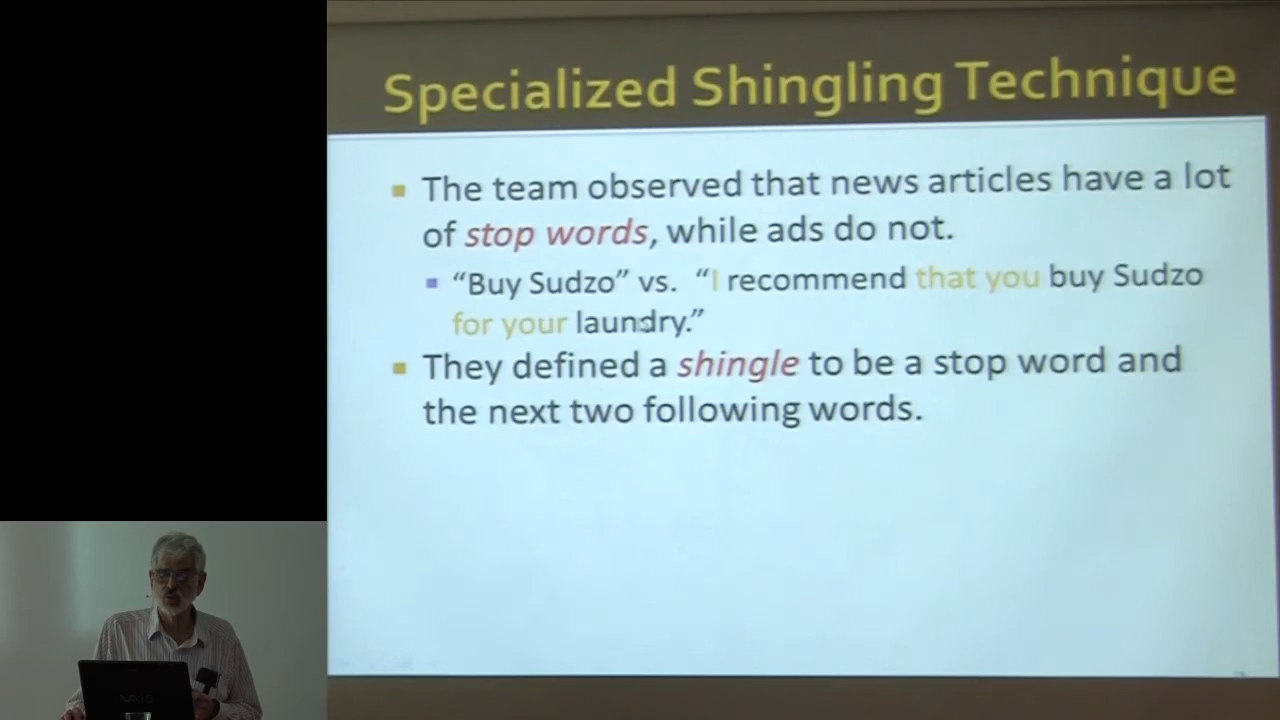 Specialized Shingling Technique
The team observed that news articles have a lot
of stop words, while ads do not.
“Buy Sudzo” vs. “I recommend that you buy Sudzo
for your laundry.”
They defined a shingle to be a stop word and
the next two following words.
VAIO